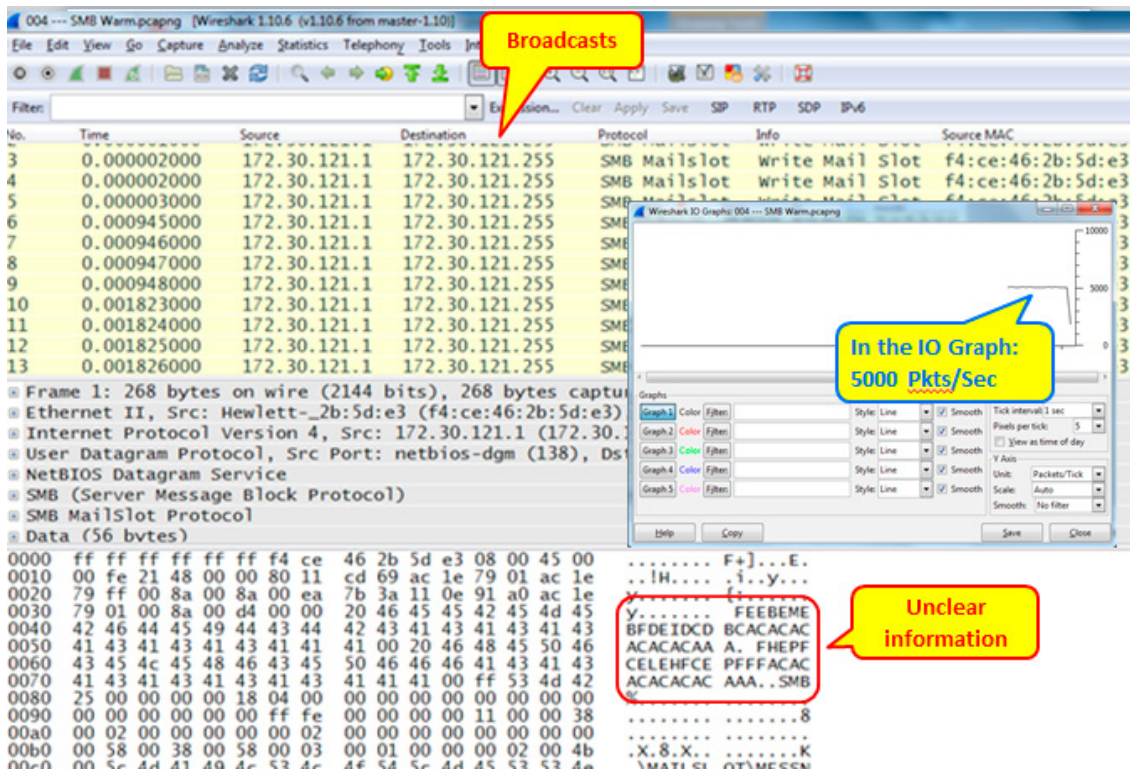 004 --- SMB Warm.pcapng [Wireshark 1.10.6 (v1.10.6 from master-1.10)]
File Edit View Go Capture Analyze Statistics Telephony Tools
Broadcasts
Filter: Expression... Clear Apply Save SIP RTP SDP IPv6
No. Time Source Destination Protocol Info Source MAC
3 0.000002000 172.30.121.1 172.30.121.255 SMB Mailslot Write Mail Slot f4:ce:46:2b:5d:e3
4 0.000002000 172.30.121.1 172.30.121.255 SMB Mailslot Write Mail Slot f4:ce:46:2b:5d:e3
5 0.000003000 172.30.121.1 172.30.121.255
6 0.000945000 172.30.121.1 172.30.121.255
7 0.000946000 172.30.121.1 172.30.121.255
8 0.000947000 172.30.121.1 172.30.121.255
9 0.000948000 172.30.121.1 172.30.121.255
10 0.001823000 172.30.121.1 172.30.121.255
11 0.001824000 172.30.121.1 172.30.121.255
12 0.001825000 172.30.121.1 172.30.121.255
13 0.001826000 172.30.121.1 172.30.121.255
Wireshark IO Graphs: 004 --- SMB Warm.pcapng
10000
5000
0
In the IO Graph:
5000 Pkts/Sec
Graphs
Graph 1 Color Filter: Style: Line Smooth
Graph 2 Color Filter: Style: Line Smooth
Graph 3 Color Filter: Style: Line Smooth
Graph 4 Color Filter: Style: Line Smooth
Graph 5 Color Filter: Style: Line Smooth
Tick interval: 1 sec
Pixels per tick: 5
View as time of day
Y Axis
Unit: Packets/Tick
Scale: Auto
Smooth: No filter
Help Copy Save Close
Frame 1: 268 bytes on wire (2144 bits), 268 bytes captu
Ethernet II, Src: Hewlett-_2b:5d:e3 (f4:ce:46:2b:5d:e3)
Internet Protocol Version 4, Src: 172.30.121.1 (172.30.
User Datagram Protocol, Src Port: netbios-dgm (138), Ds
NetBIOS Datagram Service
SMB (Server Message Block Protocol)
SMB MailSlot Protocol
Data (56 bytes)
0000 ff ff ff ff ff ff f4 ce 46 2b 5d e3 08 00 45 00 ........ F+]...E.
0010 00 fe 21 48 00 00 80 11 cd 69 ac 1e 79 01 ac 1e ..!H.... .i..y...
0020 79 ff 00 8a 00 8a 00 ea 7b 3a 11 0e 91 a0 ac 1e y....... {:......
0030 79 01 00 8a 00 d4 00 00 20 46 45 45 42 45 4d 45 y....... FEEBEME
0040 42 46 44 45 49 44 43 44 42 43 41 43 41 43 41 43 BFDEIDCD BCACACAC
0050 41 43 41 43 41 43 41 41 41 00 20 46 48 45 50 46 ACACACAA A. FHEPF
0060 43 45 4c 45 48 46 43 45 50 46 46 46 41 43 41 43 CELEHFCE PFFFACAC
0070 41 43 41 43 41 43 41 43 41 41 41 00 ff 53 4d 42 ACACACAC AAA..SMB
0080 25 00 00 00 00 18 04 00 00 00 00 00 00 00 00 00 %....... ........
0090 00 00 00 00 00 00 ff fe 00 00 00 00 11 00 00 38 ........ .......8
00a0 00 02 00 00 00 00 00 02 00 00 00 00 00 00 00 00 ........ ........
00b0 00 58 00 38 00 58 00 03 00 01 00 00 00 02 00 4b .X.8.X.. .......K
00c0 00 5c 4d 41 49 4c 53 4c 4f 54 5c 4d 45 53 53 4e .\MAILSL OT\MESSN
Unclear
information